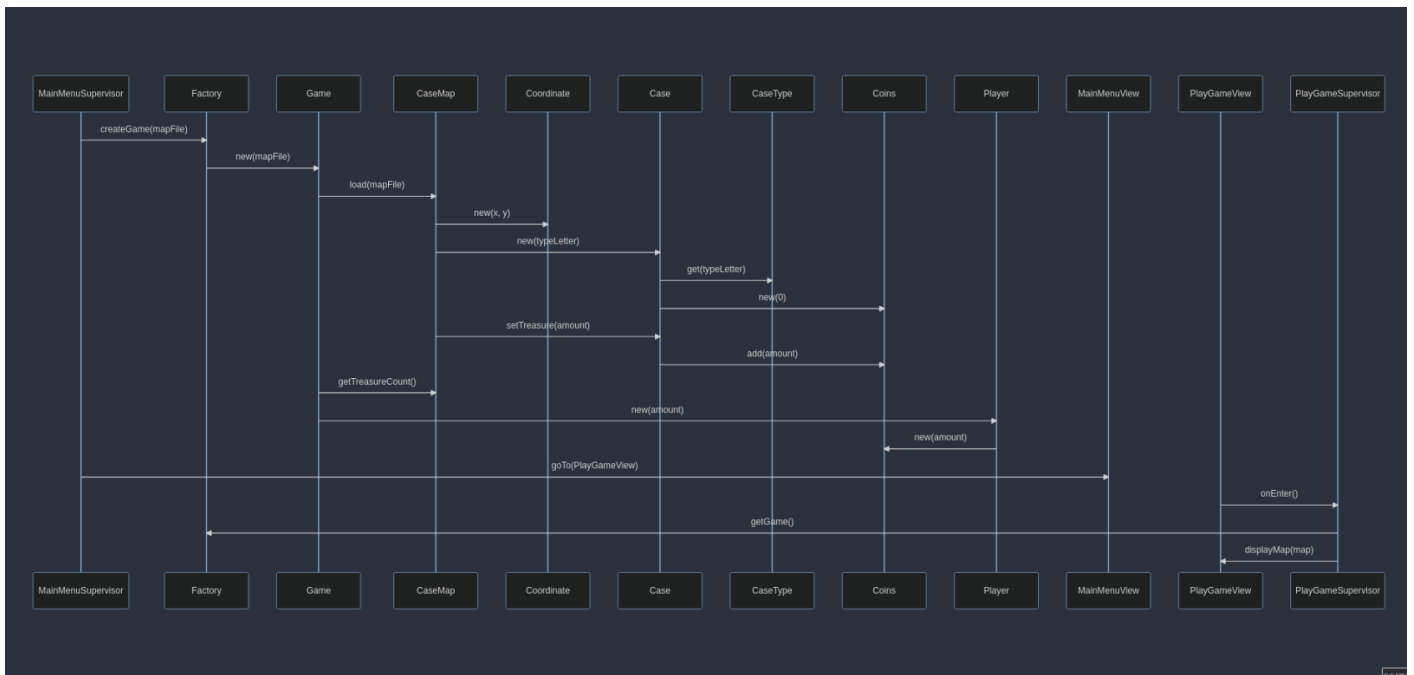 MainMenuSupervisor Factory Game CaseMap Coordinate Case CaseType Coins Player MainMenuView PlayGameView PlayGameSupervisor
createGame(mapFile)
new(mapFile)
load(mapFile)
new(x, y)
new(typeLetter)
get(typeLetter)
new(0)
setTreasure(amount)
add(amount)
getTreasureCount()
new(amount)
new(amount)
goTo(PlayGameView)
onEnter()
getGame()
displayMap(map)
MainMenuSupervisor Factory Game CaseMap Coordinate Case CaseType Coins Player MainMenuView PlayGameView PlayGameSupervisor